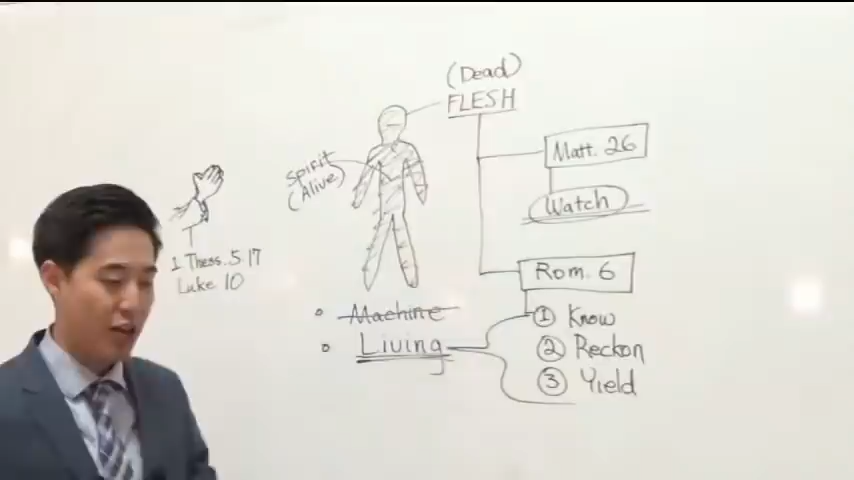 (Dead)
FLESH
Matt. 26
Watch
Spirit
(Alive)
1 Thess. 5:17
Luke 10
Rom. 6
• Machine
• Living
① Know
② Reckon
③ Yield